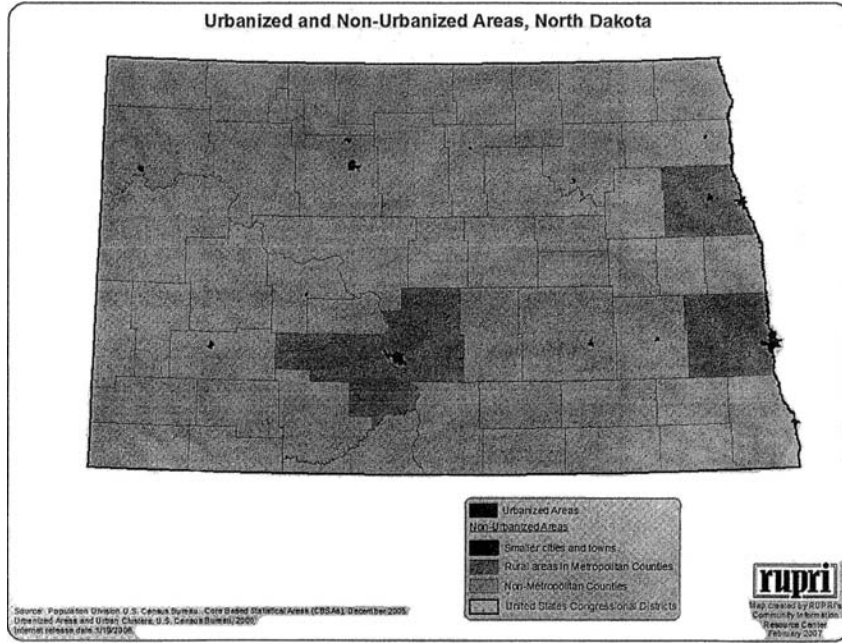 Urbanized and Non-Urbanized Areas, North Dakota
Urbanized Areas
Non-Urbanized Areas
Smaller cities and towns
Rural areas in Metropolitan Counties
Non-Metropolitan Counties
United States Congressional Districts
rupri
Map created by RUPRI's
Community Information
Resource Center
February 2007
Source: Population Division U.S. Census Bureau, Core Based Statistical Areas (CBSAs), December 2005
Urbanized Areas and Urban Clusters, U.S. Census Bureau, 2000
Internet release date